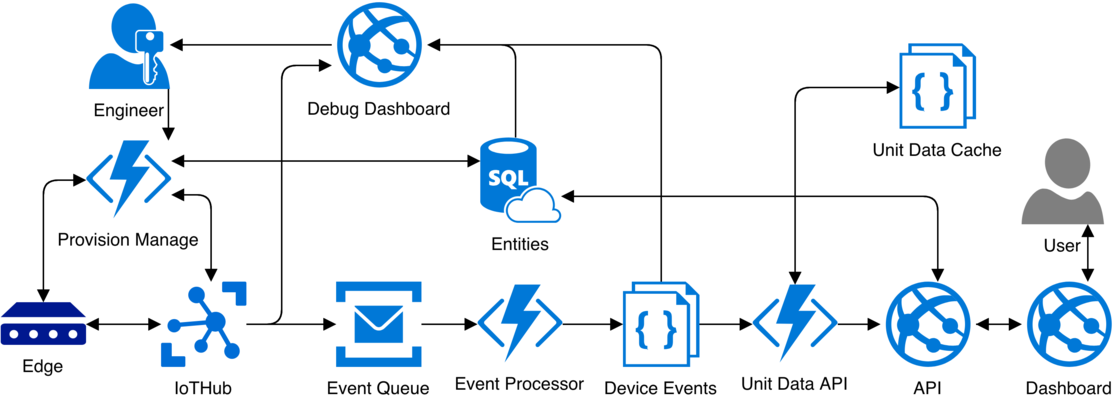 Engineer
Debug Dashboard
{ }
Unit Data Cache
SQL
Provision Manage
Entities
User
{ }
Edge
IoTHub
Event Queue
Event Processor
Device Events
Unit Data API
API
Dashboard